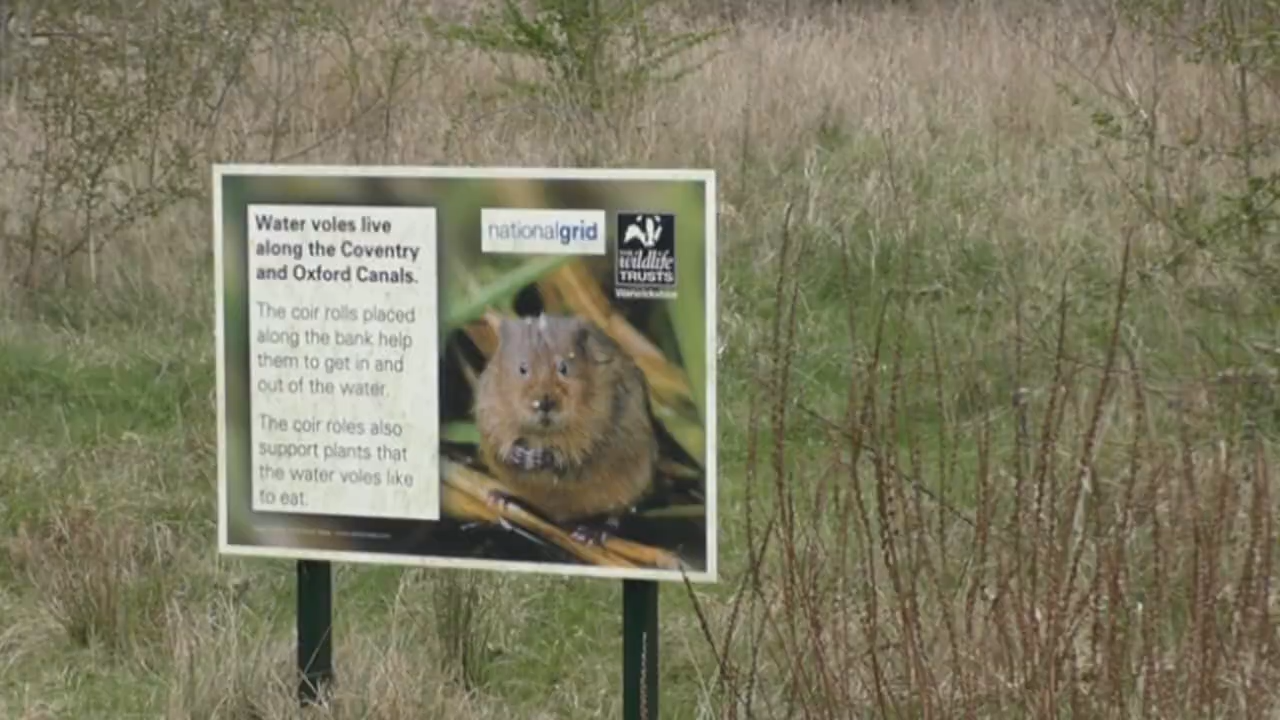 Water voles live
along the Coventry
and Oxford Canals.
The coir rolls placed
along the bank help
them to get in and
out of the water.
The coir roles also
support plants that
the water voles like
to eat.
nationalgrid
THE
wildlife
TRUSTS
Warwickshire